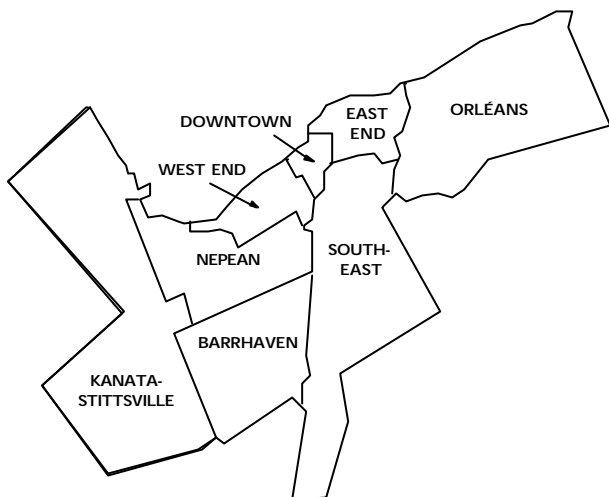 EAST
END
ORLÉANS
DOWNTOWN
WEST END
NEPEAN
SOUTH-
EAST
BARRHAVEN
KANATA-
STITTSVILLE